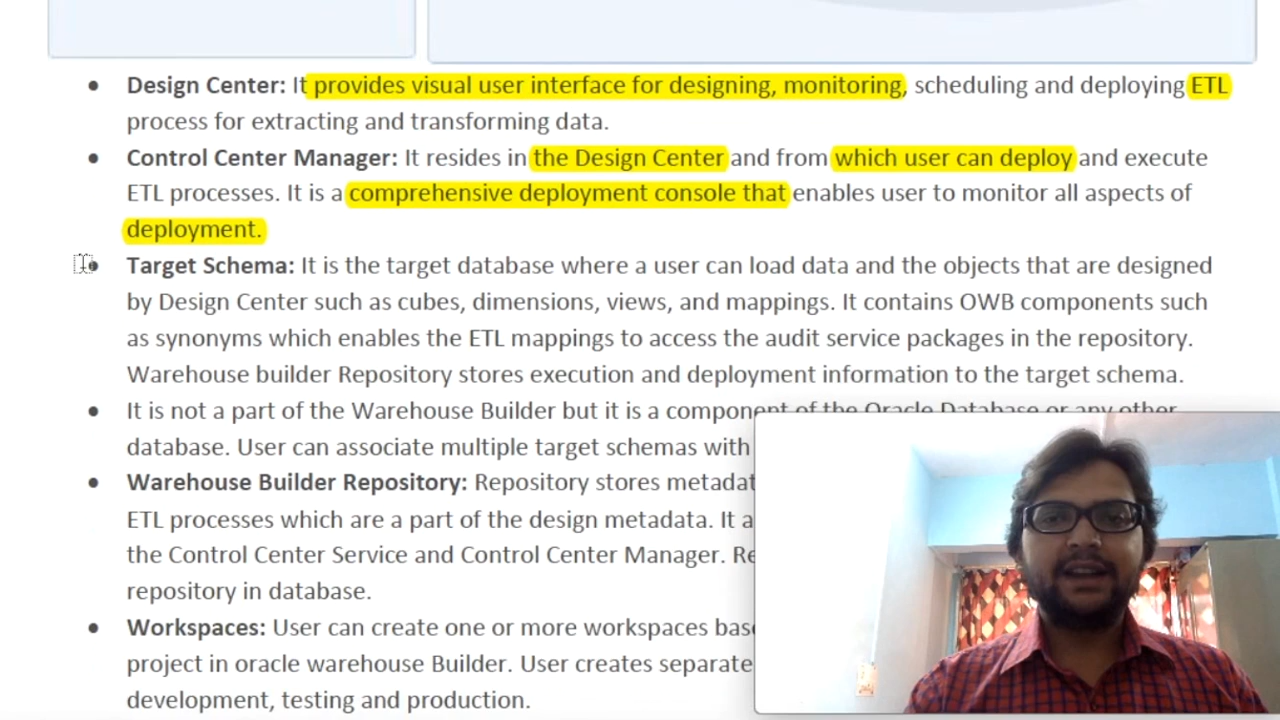 ● Design Center: It provides visual user interface for designing, monitoring, scheduling and deploying ETL
process for extracting and transforming data.
● Control Center Manager: It resides in the Design Center and from which user can deploy and execute
ETL processes. It is a comprehensive deployment console that enables user to monitor all aspects of
deployment.
● Target Schema: It is the target database where a user can load data and the objects that are designed
by Design Center such as cubes, dimensions, views, and mappings. It contains OWB components such
as synonyms which enables the ETL mappings to access the audit service packages in the repository.
Warehouse builder Repository stores execution and deployment information to the target schema.
● It is not a part of the Warehouse Builder but it is a component of the Oracle Database or any other
database. User can associate multiple target schemas with
● Warehouse Builder Repository: Repository stores
ETL processes which are a part of the design metadata. It
the Control Center Service and Control Center Manager.
repository in database.
● Workspaces: User can create one or more workspaces
project in oracle warehouse Builder. User creates separate
development, testing and production.